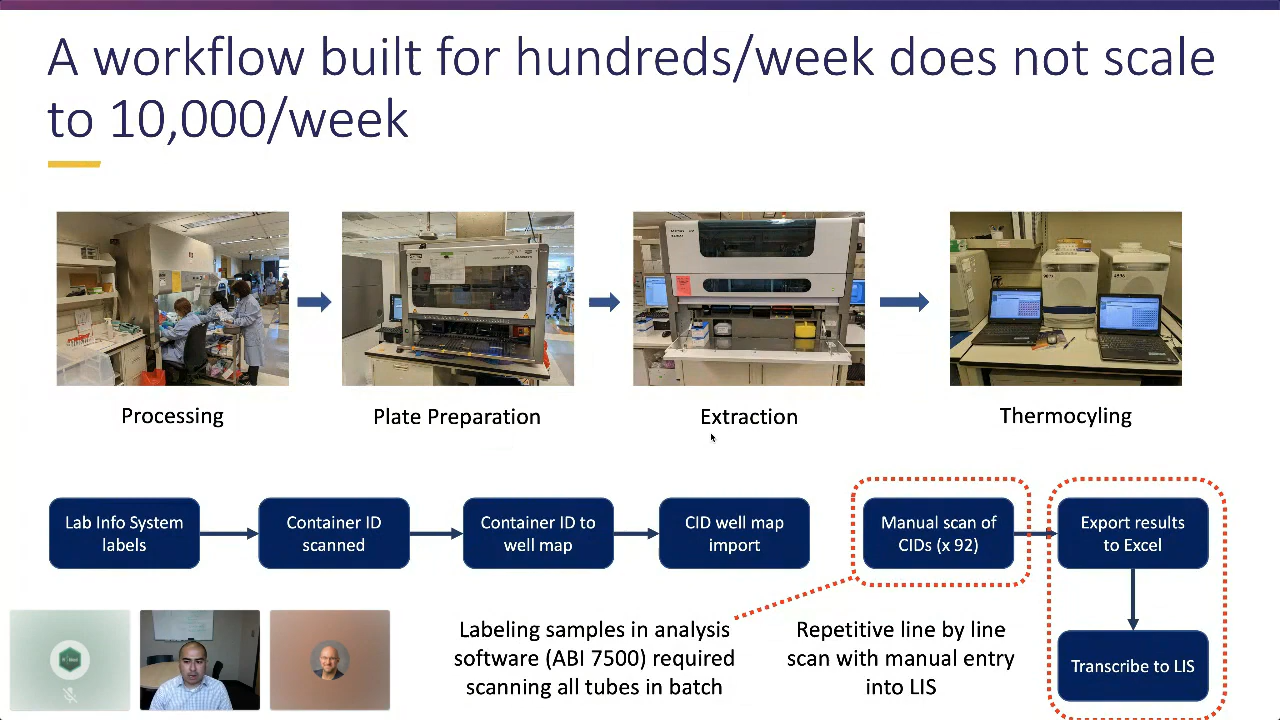 A workflow built for hundreds/week does not scale
to 10,000/week
Processing
Plate Preparation
Extraction
Thermocyling
Lab Info System
labels
Container ID
scanned
Container ID to
well map
CID well map
import
Manual scan of
CIDs (x 92)
Export results
to Excel
Labeling samples in analysis
software (ABI 7500) required
scanning all tubes in batch
Repetitive line by line
scan with manual entry
into LIS
Transcribe to LIS